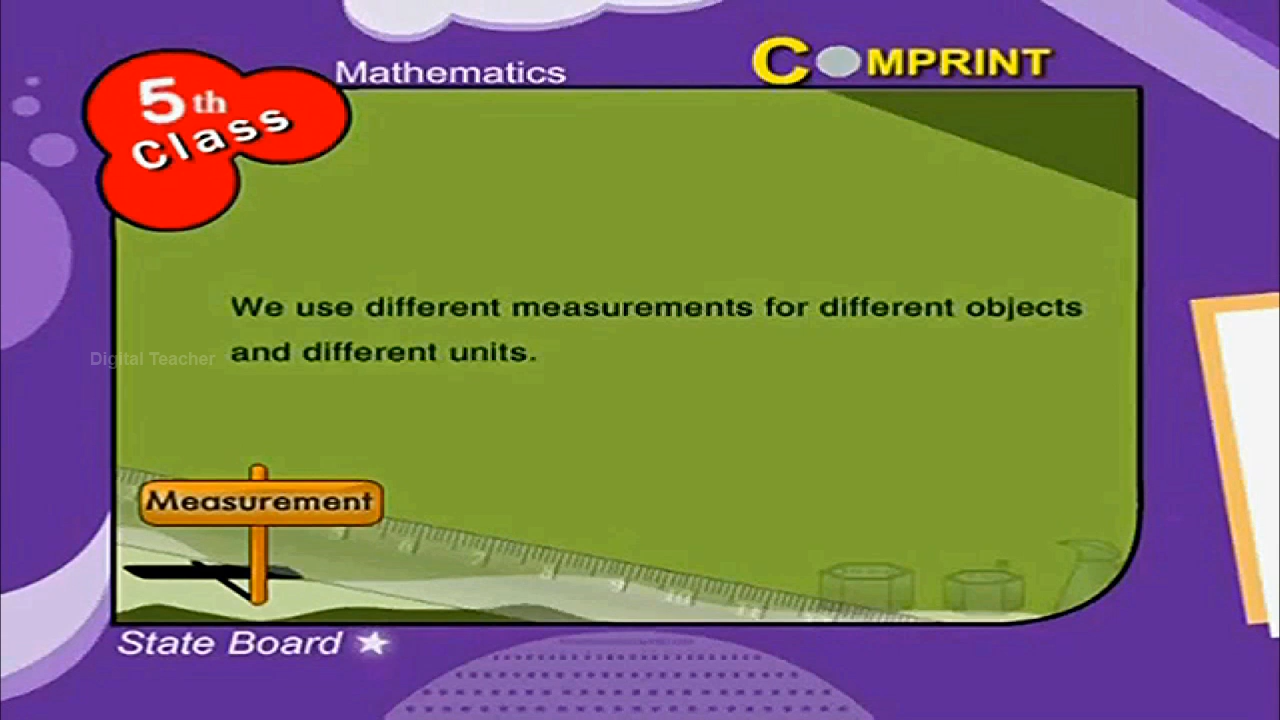 Mathematics
COMPRINT
5th
Class
We use different measurements for different objects
and different units.
Digital Teacher
Measurement
State Board